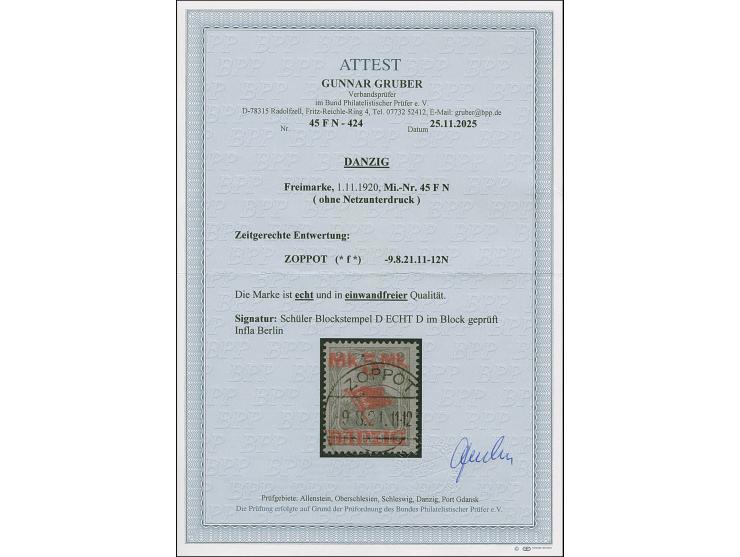 ATTEST
GUNNAR GRUBER
Verbandsprüfer
im Bund Philatelistischer Prüfer e. V.
D-78315 Radolfzell, Fritz-Reichle-Ring 4, Tel. 07732 52412, E-Mail: gruber@bpp.de
Nr. 45 F N - 424 Datum 25.11.2025
DANZIG
Freimarke, 1.11.1920, Mi.-Nr. 45 F N
( ohne Netzunterdruck )
Zeitgerechte Entwertung:
ZOPPOT (* f *) -9.8.21.11-12N
Die Marke ist echt und in einwandfreier Qualität.
Signatur: Schüler Blockstempel D ECHT D im Block geprüft
Infla Berlin
ZOPPOT
9.8.21.11-12
DANZIG
Prüfgebiete: Allenstein, Oberschlesien, Schleswig, Danzig, Port Gdansk
Die Prüfung erfolgte auf Grund der Prüfordnung des Bundes Philatelistischer Prüfer e.V.